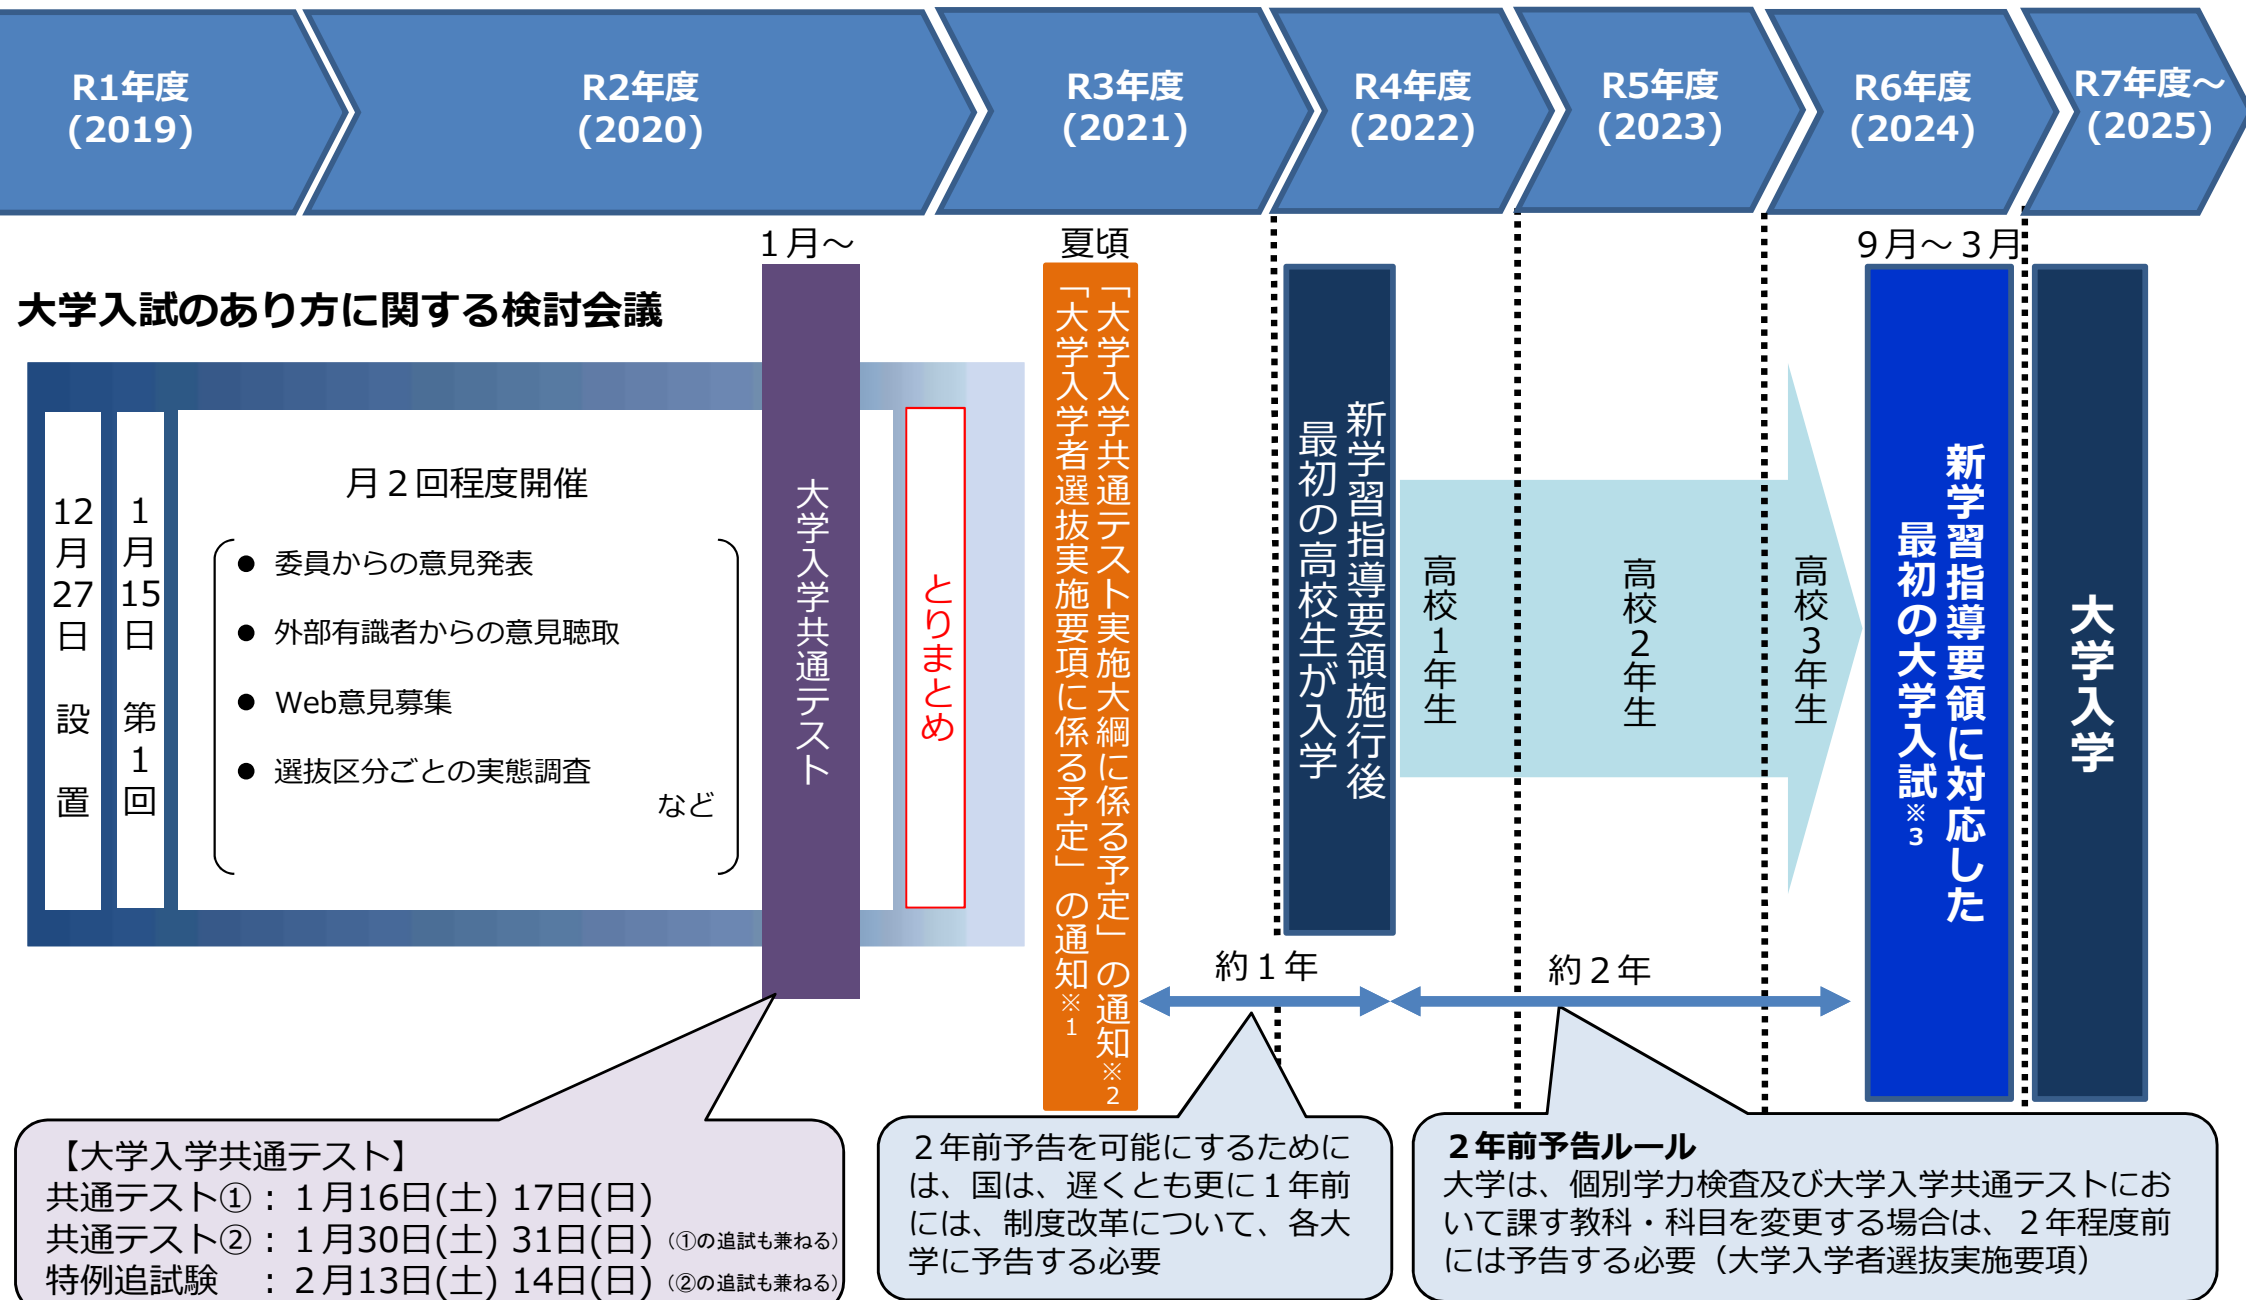 R1年度
(2019)
R2年度
(2020)
R3年度
(2021)
R4年度
(2022)
R5年度
(2023)
R6年度
(2024)
R7年度～
(2025)
１月～
夏頃
９月～３月
大学入試のあり方に関する検討会議
12月27日　設　置
１月15日　第１回
月２回程度開催
● 委員からの意見発表
● 外部有識者からの意見聴取
● Web意見募集
● 選抜区分ごとの実態調査
など
大学入学共通テスト
とりまとめ
「大学入学共通テスト実施大綱に係る予定」の通知※2
「大学入学者選抜実施要項に係る予定」の通知※1
新学習指導要領施行後
最初の高校生が入学
高校１年生
高校２年生
高校３年生
新学習指導要領に対応した
最初の大学入試※3
大学入学
約１年
約２年
【大学入学共通テスト】
共通テスト①：１月16日(土) 17日(日)
共通テスト②：１月30日(土) 31日(日)（①の追試も兼ねる）
特例追試験　：２月13日(土) 14日(日)（②の追試も兼ねる）
２年前予告を可能にするために
は、国は、遅くとも更に１年前
には、制度改革について、各大
学に予告する必要
２年前予告ルール
大学は、個別学力検査及び大学入学共通テストにお
いて課す教科・科目を変更する場合は、２年程度前
には予告する必要（大学入学者選抜実施要項）